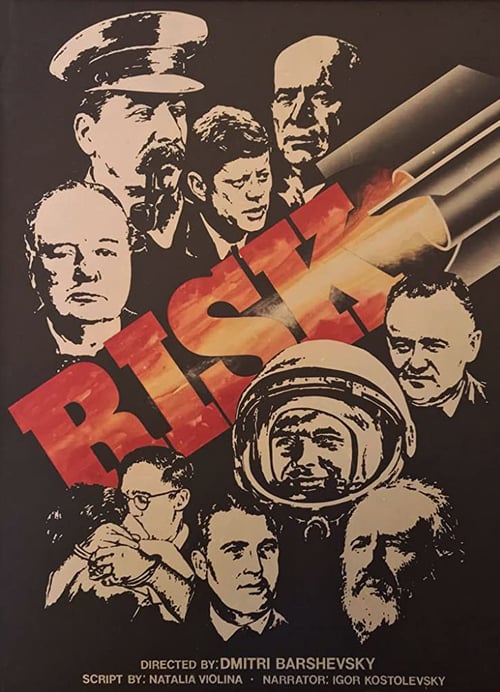 RISK
DIRECTED BY: DMITRI BARSHEVSKY
SCRIPT BY: NATALIA VIOLINA · NARRATOR: IGOR KOSTOLEVSKY